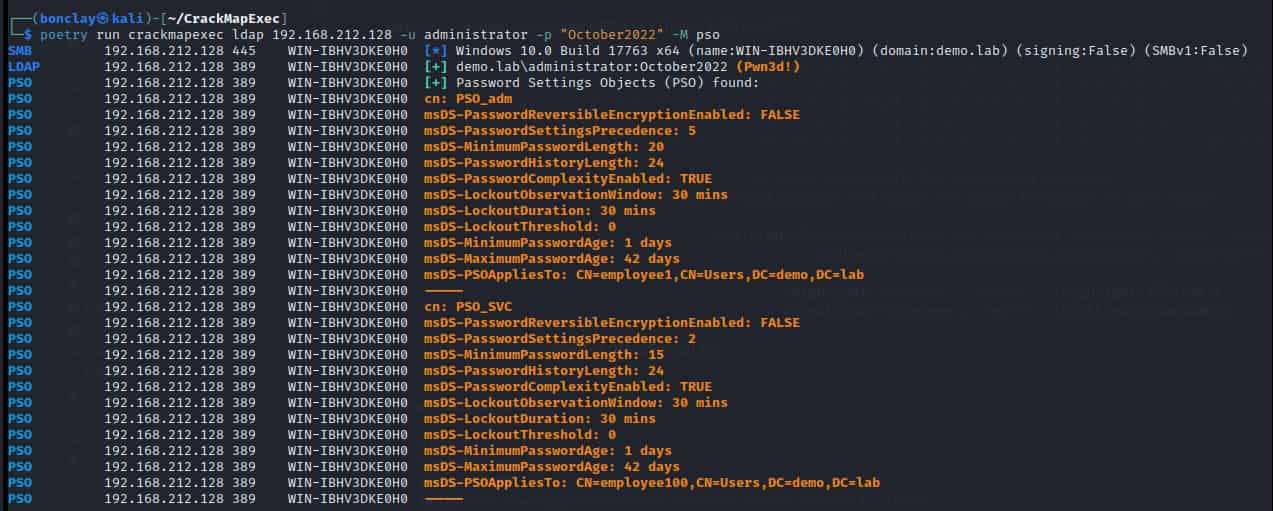 (bonclay㉿kali)-[~/CrackMapExec]
$ poetry run crackmapexec ldap 192.168.212.128 -u administrator -p "October2022" -M pso
SMB 192.168.212.128 445 WIN-IBHV3DKE0H0 [*] Windows 10.0 Build 17763 x64 (name:WIN-IBHV3DKE0H0) (domain:demo.lab) (signing:False) (SMBv1:False)
LDAP 192.168.212.128 389 WIN-IBHV3DKE0H0 [+] demo.lab\administrator:October2022 (Pwn3d!)
PSO 192.168.212.128 389 WIN-IBHV3DKE0H0 [+] Password Settings Objects (PSO) found:
PSO 192.168.212.128 389 WIN-IBHV3DKE0H0 cn: PSO_adm
PSO 192.168.212.128 389 WIN-IBHV3DKE0H0 msDS-PasswordReversibleEncryptionEnabled: FALSE
PSO 192.168.212.128 389 WIN-IBHV3DKE0H0 msDS-PasswordSettingsPrecedence: 5
PSO 192.168.212.128 389 WIN-IBHV3DKE0H0 msDS-MinimumPasswordLength: 20
PSO 192.168.212.128 389 WIN-IBHV3DKE0H0 msDS-PasswordHistoryLength: 24
PSO 192.168.212.128 389 WIN-IBHV3DKE0H0 msDS-PasswordComplexityEnabled: TRUE
PSO 192.168.212.128 389 WIN-IBHV3DKE0H0 msDS-LockoutObservationWindow: 30 mins
PSO 192.168.212.128 389 WIN-IBHV3DKE0H0 msDS-LockoutDuration: 30 mins
PSO 192.168.212.128 389 WIN-IBHV3DKE0H0 msDS-LockoutThreshold: 0
PSO 192.168.212.128 389 WIN-IBHV3DKE0H0 msDS-MinimumPasswordAge: 1 days
PSO 192.168.212.128 389 WIN-IBHV3DKE0H0 msDS-MaximumPasswordAge: 42 days
PSO 192.168.212.128 389 WIN-IBHV3DKE0H0 msDS-PSOAppliesTo: CN=employee1,CN=Users,DC=demo,DC=lab
PSO 192.168.212.128 389 WIN-IBHV3DKE0H0 -----
PSO 192.168.212.128 389 WIN-IBHV3DKE0H0 cn: PSO_SVC
PSO 192.168.212.128 389 WIN-IBHV3DKE0H0 msDS-PasswordReversibleEncryptionEnabled: FALSE
PSO 192.168.212.128 389 WIN-IBHV3DKE0H0 msDS-PasswordSettingsPrecedence: 2
PSO 192.168.212.128 389 WIN-IBHV3DKE0H0 msDS-MinimumPasswordLength: 15
PSO 192.168.212.128 389 WIN-IBHV3DKE0H0 msDS-PasswordHistoryLength: 24
PSO 192.168.212.128 389 WIN-IBHV3DKE0H0 msDS-PasswordComplexityEnabled: TRUE
PSO 192.168.212.128 389 WIN-IBHV3DKE0H0 msDS-LockoutObservationWindow: 30 mins
PSO 192.168.212.128 389 WIN-IBHV3DKE0H0 msDS-LockoutDuration: 30 mins
PSO 192.168.212.128 389 WIN-IBHV3DKE0H0 msDS-LockoutThreshold: 0
PSO 192.168.212.128 389 WIN-IBHV3DKE0H0 msDS-MinimumPasswordAge: 1 days
PSO 192.168.212.128 389 WIN-IBHV3DKE0H0 msDS-MaximumPasswordAge: 42 days
PSO 192.168.212.128 389 WIN-IBHV3DKE0H0 msDS-PSOAppliesTo: CN=employee100,CN=Users,DC=demo,DC=lab
PSO 192.168.212.128 389 WIN-IBHV3DKE0H0 -----